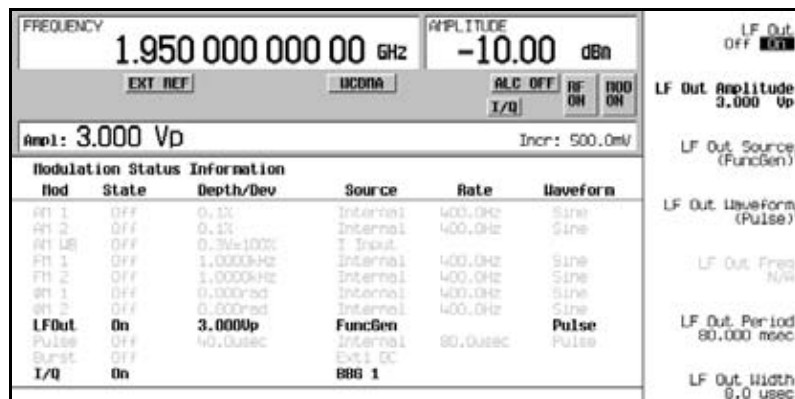 FREQUENCY
1.950 000 000 00 GHz
AMPLITUDE
-10.00 dBm
EXT REF
WCDMA
ALC OFF
I/Q
RF ON
MOD ON
Ampl: 3.000 Vp
Incr: 500.0mV
Modulation Status Information
Mod State Depth/Dev Source Rate Waveform
AM 1 Off 0.1% Internal 400.0Hz Sine
AM 2 Off 0.1% Internal 400.0Hz Sine
AM WB Off 0.3V=100% I Input
FM 1 Off 1.0000kHz Internal 400.0Hz Sine
FM 2 Off 1.0000kHz Internal 400.0Hz Sine
ΦM 1 Off 0.000rad Internal 400.0Hz Sine
ΦM 2 Off 0.000rad Internal 400.0Hz Sine
LFOut On 3.000Vp FuncGen Pulse
Pulse Off 40.0usec Internal 80.0usec Pulse
Burst Off Ext1 DC
I/Q On BBG 1
LF Out
Off On
LF Out Amplitude
3.000 Vp
LF Out Source
(FuncGen)
LF Out Waveform
(Pulse)
LF Out Freq
N/A
LF Out Period
80.000 msec
LF Out Width
8.0 usec